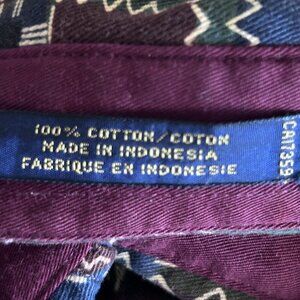 100% COTTON/COTON
MADE IN INDONESIA
FABRIQUE EN INDONESIE
CA17359